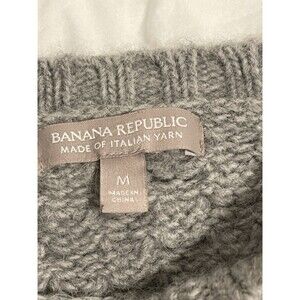 BANANA REPUBLIC
MADE OF ITALIAN YARN
M
MADE IN
CHINA